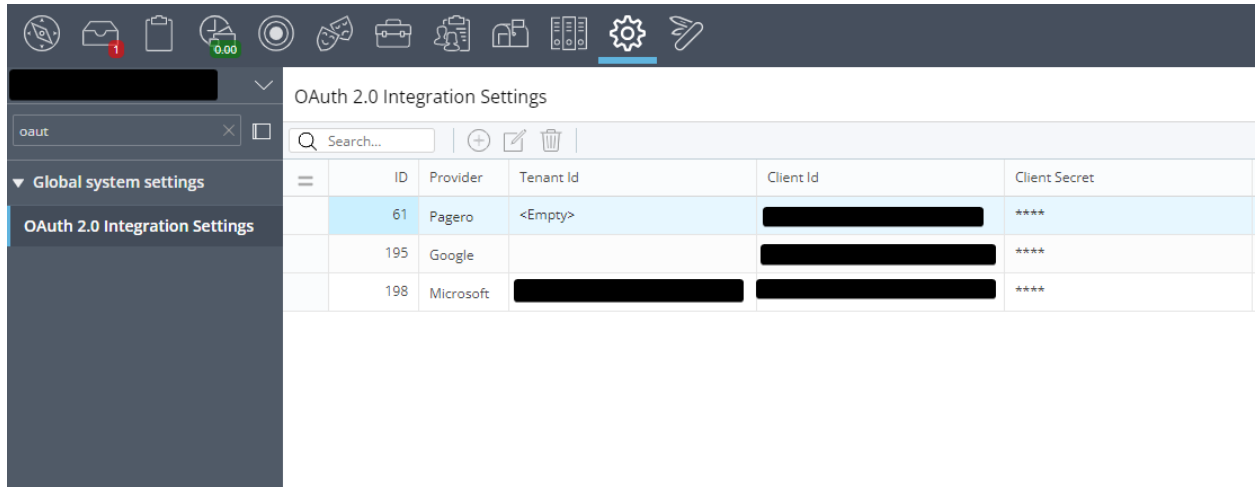 1
0.00
OAuth 2.0 Integration Settings
oaut
Search...
Global system settings
OAuth 2.0 Integration Settings
ID Provider Tenant Id Client Id Client Secret
61 Pagero <Empty> ****
195 Google ****
198 Microsoft ****